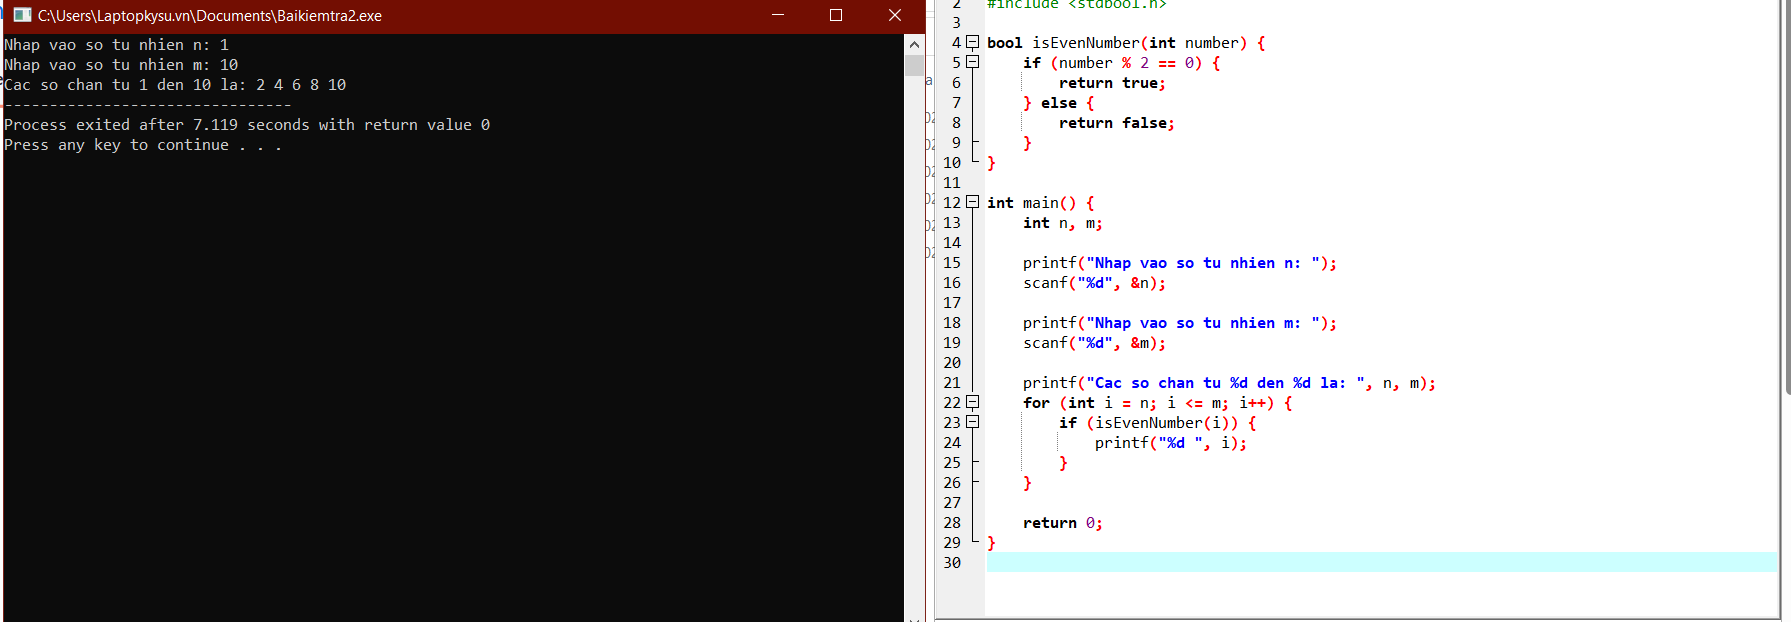 C:\Users\Laptopkysu.vn\Documents\Baikiemtra2.exe
Nhap vao so tu nhien n: 1
Nhap vao so tu nhien m: 10
Cac so chan tu 1 den 10 la: 2 4 6 8 10
--------------------------------
Process exited after 7.119 seconds with return value 0
Press any key to continue . . .
2 #include <stdbool.h>
3
4 bool isEvenNumber(int number) {
5 if (number % 2 == 0) {
6 return true;
7 } else {
8 return false;
9 }
10 }
11
12 int main() {
13 int n, m;
14
15 printf("Nhap vao so tu nhien n: ");
16 scanf("%d", &n);
17
18 printf("Nhap vao so tu nhien m: ");
19 scanf("%d", &m);
20
21 printf("Cac so chan tu %d den %d la: ", n, m);
22 for (int i = n; i <= m; i++) {
23 if (isEvenNumber(i)) {
24 printf("%d ", i);
25 }
26 }
27
28 return 0;
29 }
30